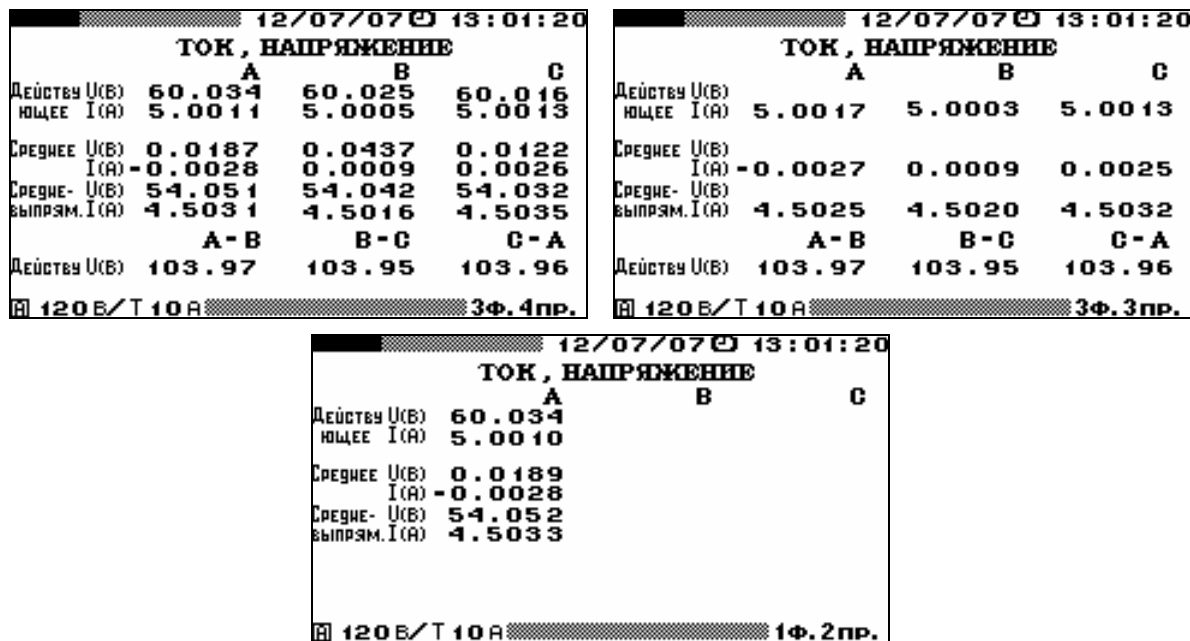 12/07/07 13:01:20
ТОК, НАПРЯЖЕНИЕ
A B C
Действу U(В) 60.034 60.025 60.016
ющее I(А) 5.0011 5.0005 5.0013
Среднее U(В) 0.0187 0.0437 0.0122
I(А) -0.0028 0.0009 0.0026
Средне- U(В) 54.051 54.042 54.032
выпрям. I(А) 4.5031 4.5016 4.5035
A-B B-C C-A
Действу U(В) 103.97 103.95 103.96
А 120В/Т10А 3ф.4пр.
12/07/07 13:01:20
ТОК, НАПРЯЖЕНИЕ
A B C
Действу U(В)
ющее I(А) 5.0017 5.0003 5.0013
Среднее U(В)
I(А) -0.0027 0.0009 0.0025
Средне- U(В)
выпрям. I(А) 4.5025 4.5020 4.5032
A-B B-C C-A
Действу U(В) 103.97 103.95 103.96
А 120В/Т10А 3ф.3пр.
12/07/07 13:01:20
ТОК, НАПРЯЖЕНИЕ
A B C
Действу U(В) 60.034
ющее I(А) 5.0010
Среднее U(В) 0.0189
I(А) -0.0028
Средне- U(В) 54.052
выпрям. I(А) 4.5033
А 120В/Т10А 1ф.2пр.